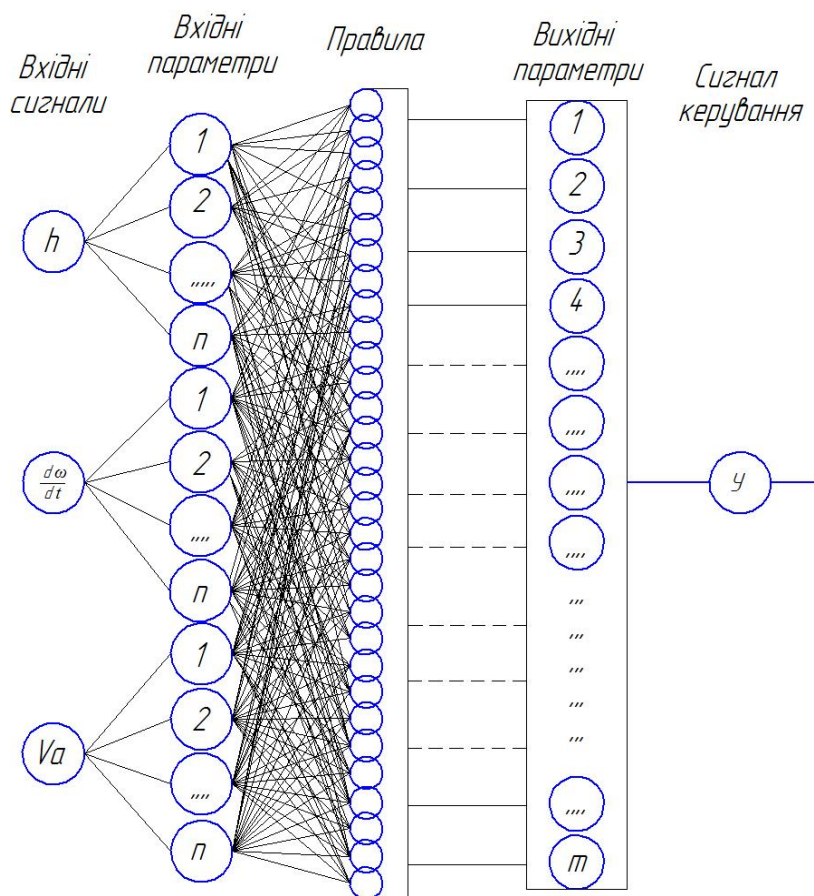 Вхідні
сигнали
Вхідні
параметри
Правила
Вихідні
параметри
Сигнал
керування
h
dω
dt
Va
1
2
,,,,,
n
1
2
,,,,
n
1
2
,,,,
n
1
2
3
4
,,,,
,,,,
,,,,
,,,,
,,,
,,,
,,,
,,,
,,,
,,,,
m
y